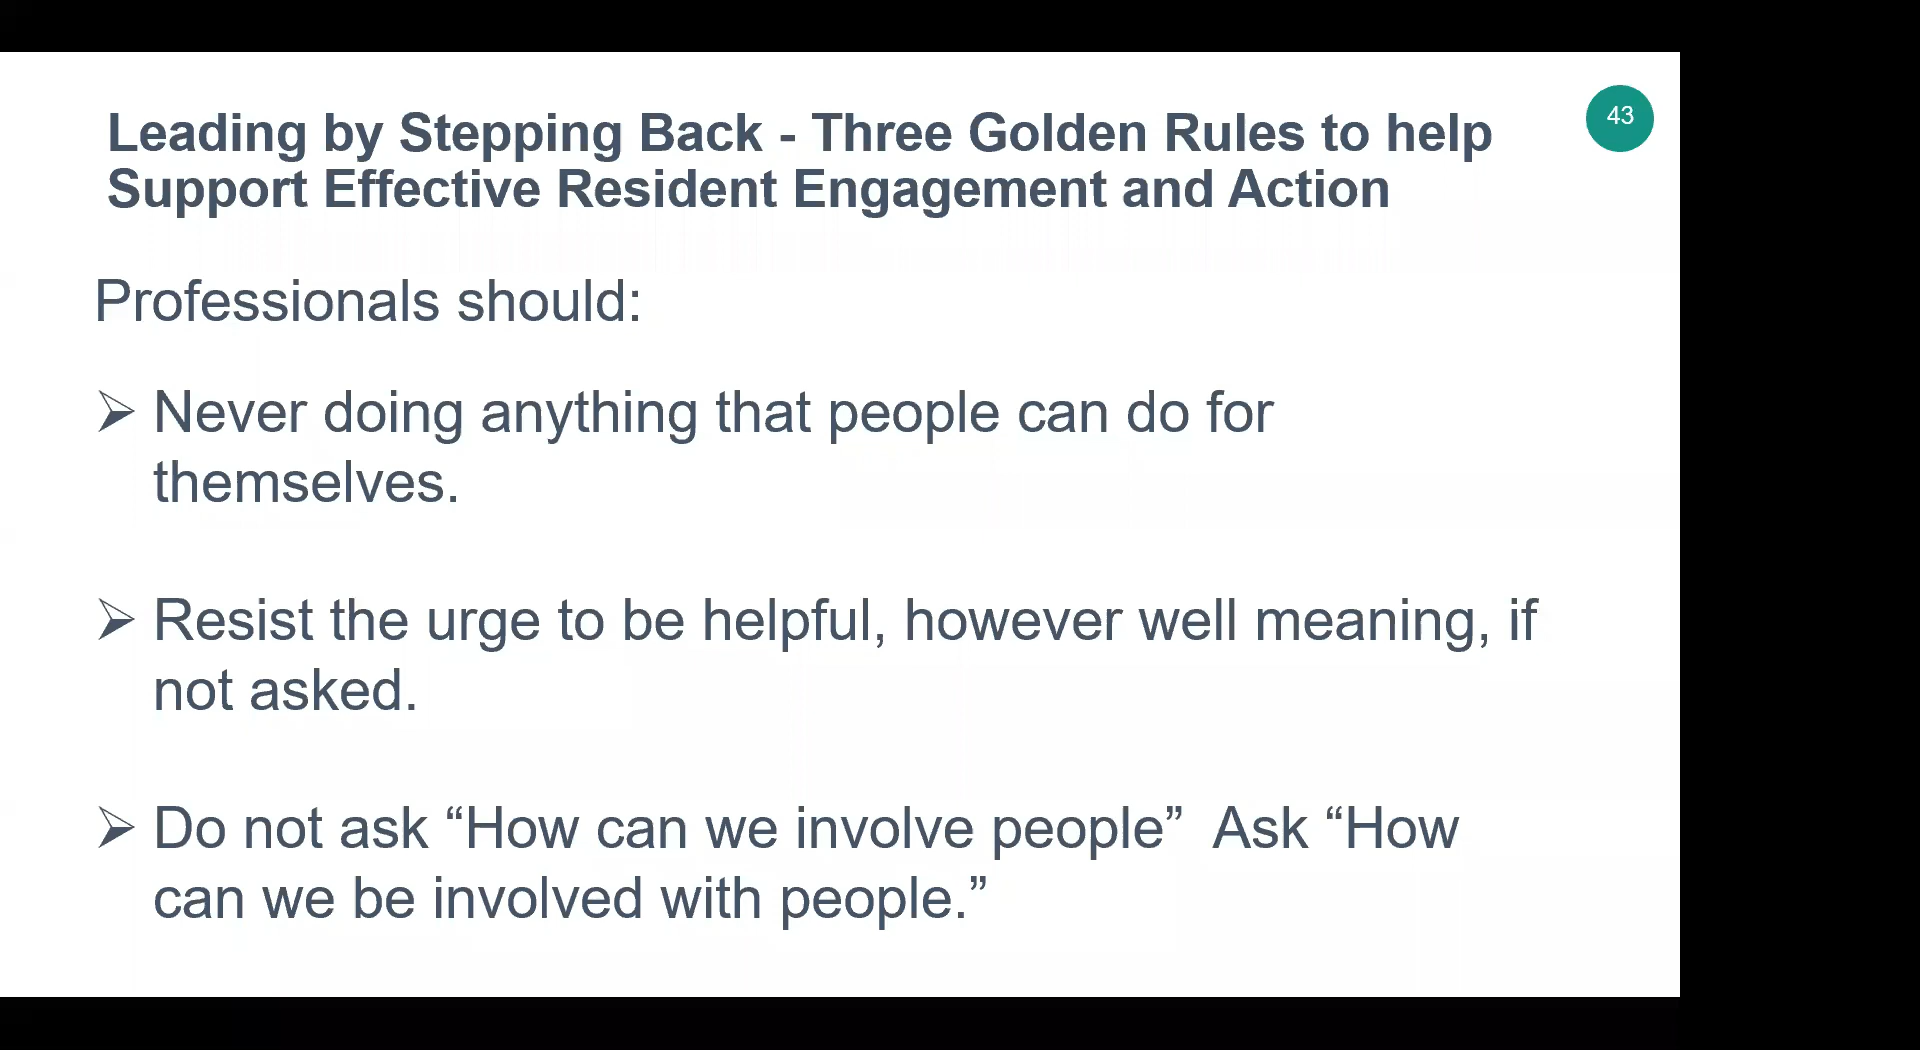 Leading by Stepping Back - Three Golden Rules to help
Support Effective Resident Engagement and Action
43
Professionals should:
➢ Never doing anything that people can do for
themselves.
➢ Resist the urge to be helpful, however well meaning, if
not asked.
➢ Do not ask “How can we involve people”  Ask “How
can we be involved with people.”